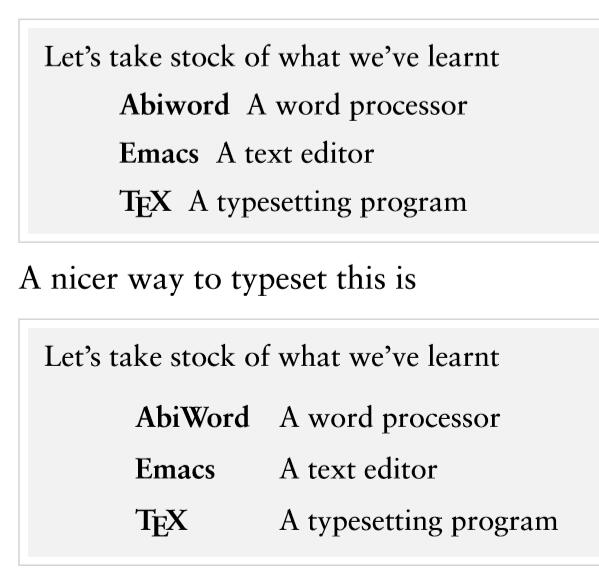 Let’s take stock of what we’ve learnt
Abiword A word processor
Emacs A text editor
TEX A typesetting program
A nicer way to typeset this is
Let’s take stock of what we’ve learnt
AbiWord A word processor
Emacs A text editor
TEX A typesetting program